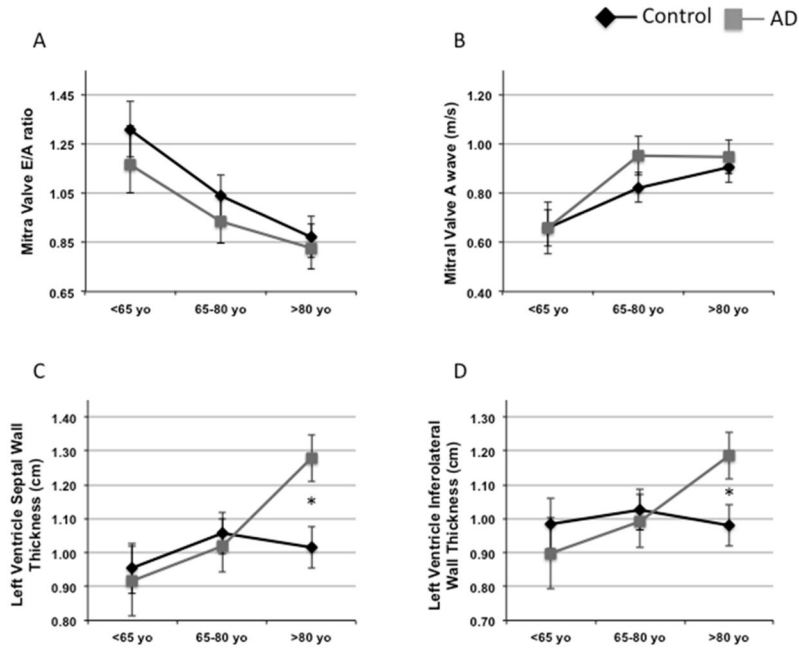 Control AD
A
Mitra Valve E/A ratio
1.45
1.25
1.05
0.85
0.65
<65 yo 65-80 yo >80 yo
B
Mitral Valve A wave (m/s)
1.20
1.00
0.80
0.60
0.40
<65 yo 65-80 yo >80 yo
C
Left Ventricle Septal Wall
Thickness (cm)
1.40
1.30
1.20
1.10
1.00
0.90
0.80
*
<65 yo 65-80 yo >80 yo
D
Left Ventricle Inferolateral
Wall Thickness (cm)
1.30
1.20
1.10
1.00
0.90
0.80
0.70
*
<65 yo 65-80 yo >80 yo